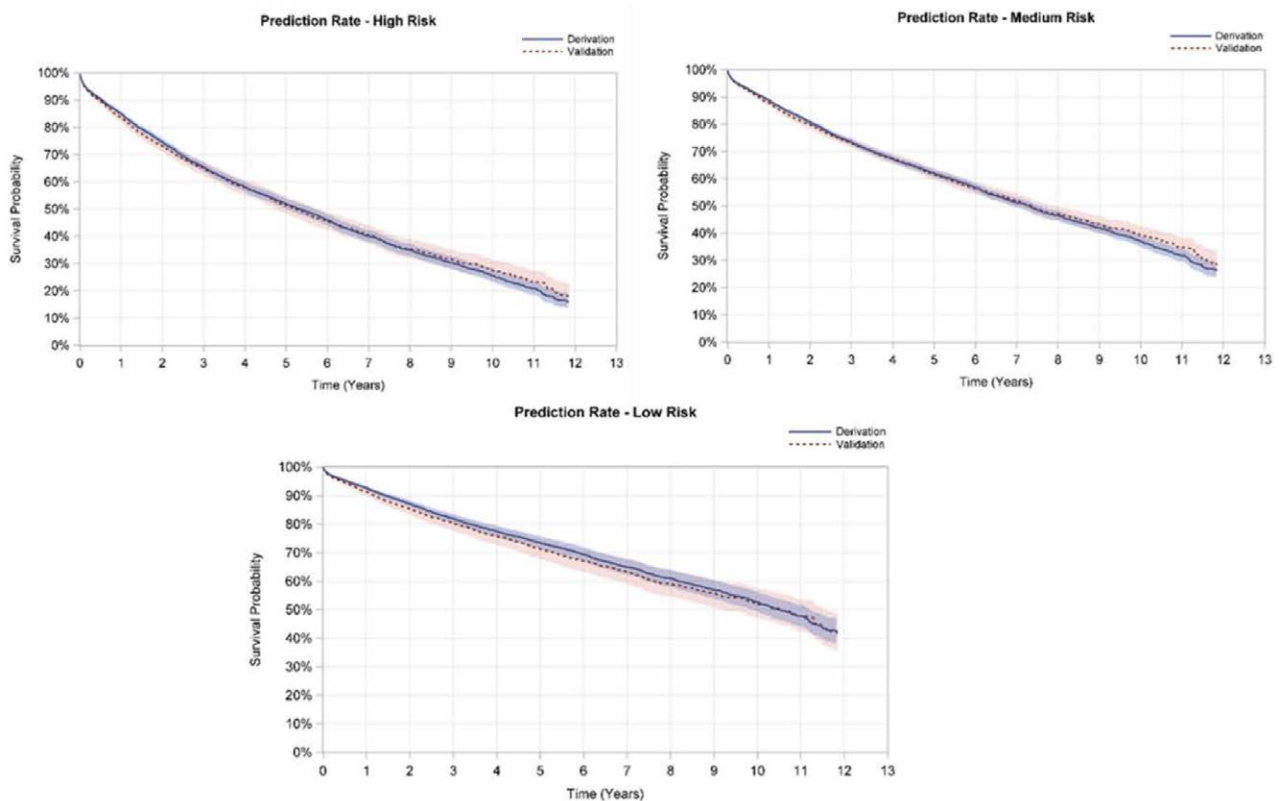 Prediction Rate - High Risk
Derivation
Validation
100%
90%
80%
70%
60%
50%
40%
30%
20%
10%
0%
Survival Probability
0 1 2 3 4 5 6 7 8 9 10 11 12 13
Time (Years)
Prediction Rate - Medium Risk
Derivation
Validation
100%
90%
80%
70%
60%
50%
40%
30%
20%
10%
0%
Survival Probability
0 1 2 3 4 5 6 7 8 9 10 11 12 13
Time (Years)
Prediction Rate - Low Risk
Derivation
Validation
100%
90%
80%
70%
60%
50%
40%
30%
20%
10%
0%
Survival Probability
0 1 2 3 4 5 6 7 8 9 10 11 12 13
Time (Years)